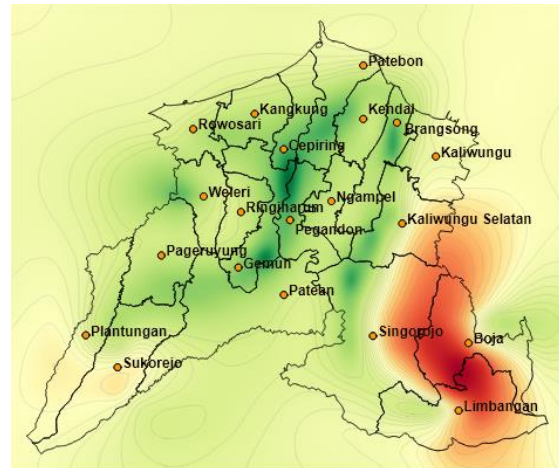 Patebon
Kangkung
Kendal
Rowosari
Brangsong
Cepiring
Kaliwungu
Weleri
Ngampel
Ringinarum
Pegandon
Kaliwungu Selatan
Pageruyung
Gemuh
Patean
Plantungan
Singorojo
Boja
Sukorejo
Limbangan